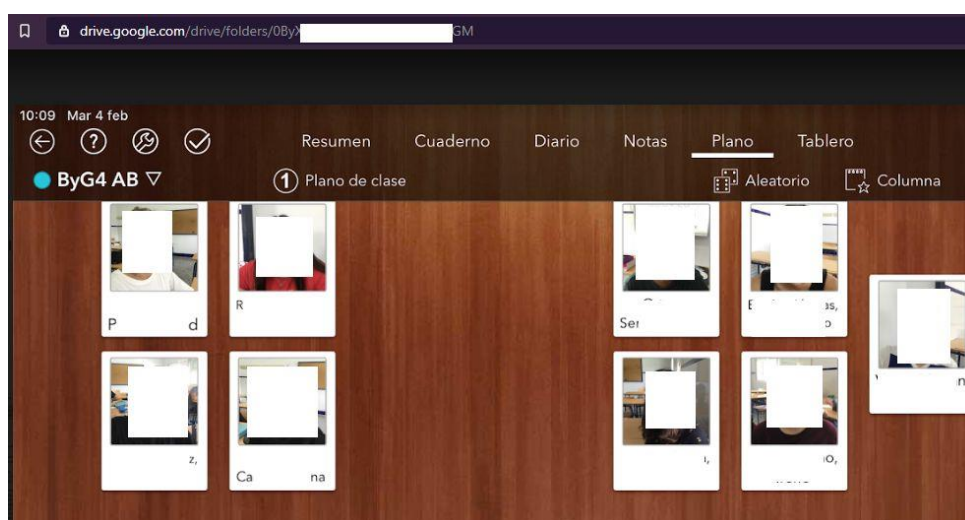 drive.google.com/drive/folders/0By GM
10:09 Mar 4 feb
Resumen Cuaderno Diario Notas Plano Tablero
ByG4 AB
1 Plano de clase
Aleatorio
Columna
R
P d
Ser
z,
Ca na